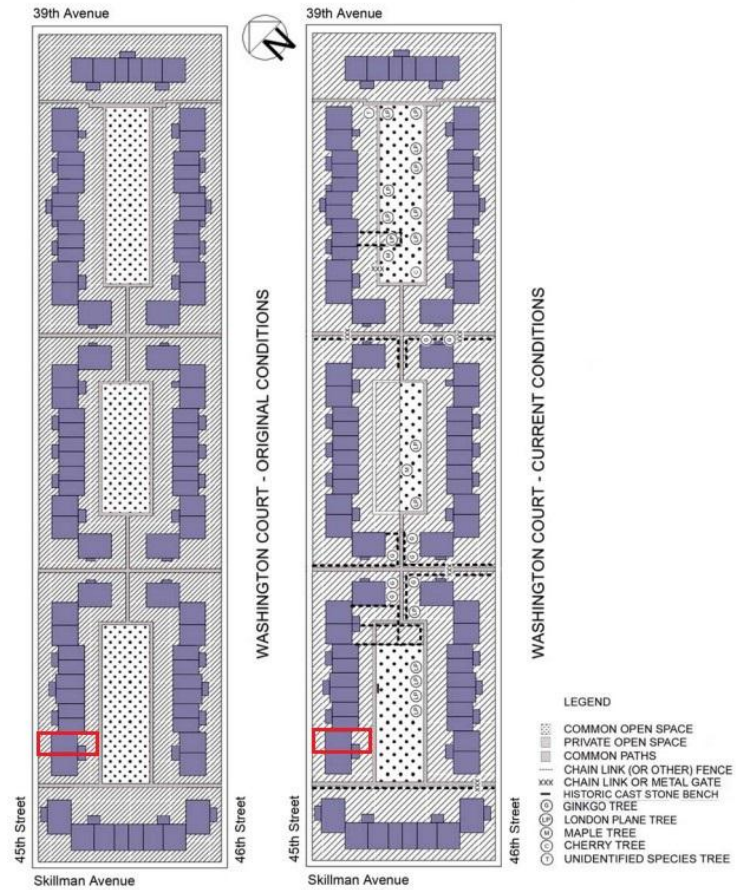 39th Avenue
39th Avenue
N
WASHINGTON COURT - ORIGINAL CONDITIONS
WASHINGTON COURT - CURRENT CONDITIONS
LEGEND
COMMON OPEN SPACE
PRIVATE OPEN SPACE
COMMON PATHS
CHAIN LINK (OR OTHER) FENCE
XXX CHAIN LINK OR METAL GATE
HISTORIC CAST STONE BENCH
G GINKGO TREE
LP LONDON PLANE TREE
M MAPLE TREE
C CHERRY TREE
T UNIDENTIFIED SPECIES TREE
45th Street
46th Street
45th Street
46th Street
Skillman Avenue
Skillman Avenue